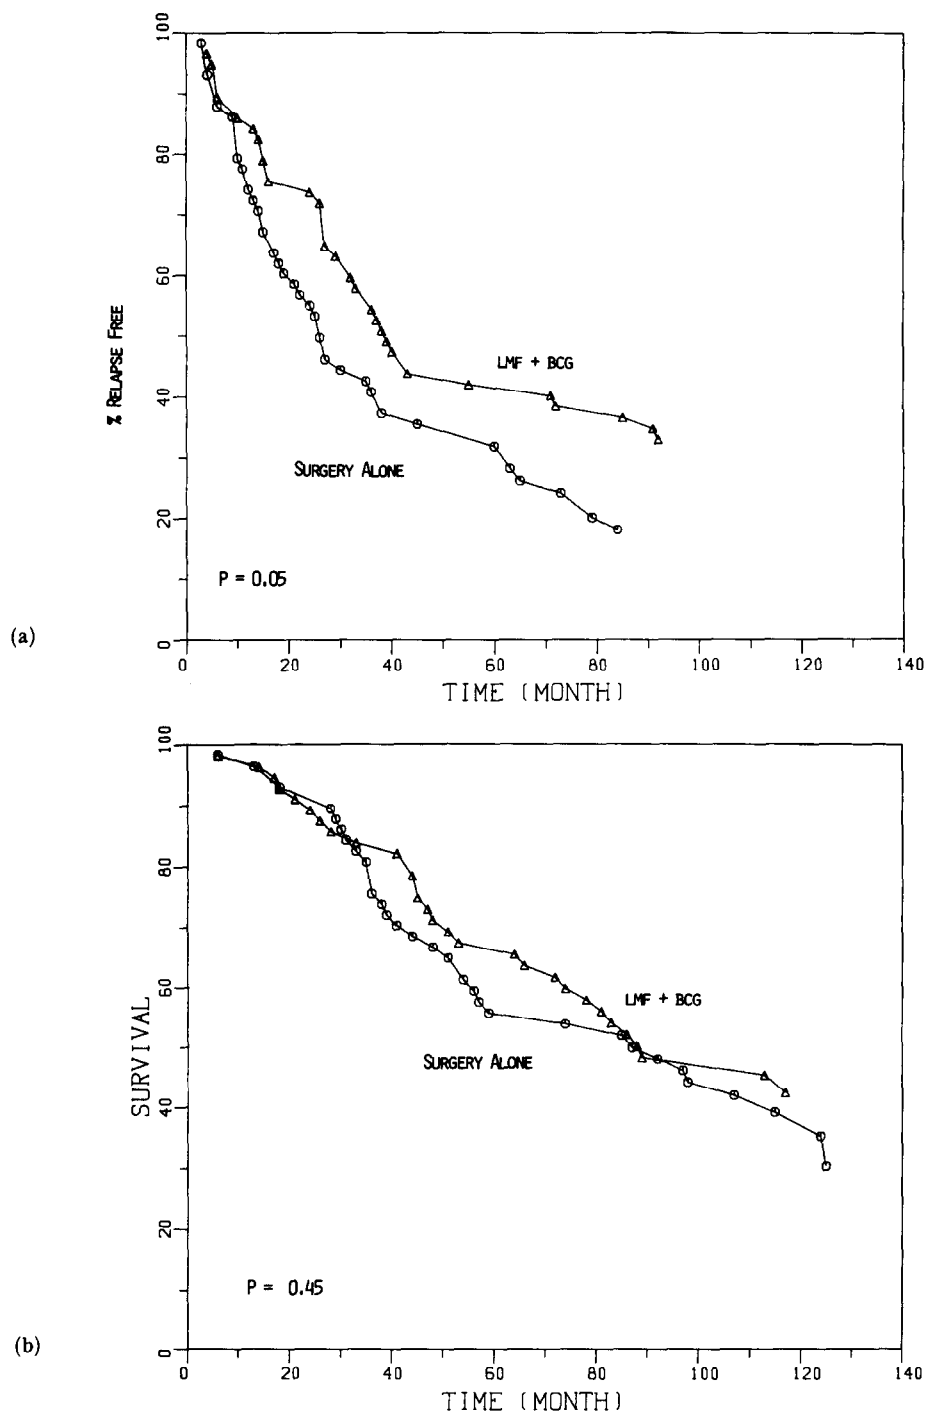 100
80
60
40
20
0
% RELAPSE FREE
LMF + BCG
SURGERY ALONE
P = 0.05
(a)
0 20 40 60 80 100 120 140
TIME (MONTH)
100
80
60
40
20
0
SURVIVAL
LMF + BCG
SURGERY ALONE
P = 0.45
(b)
0 20 40 60 80 100 120 140
TIME (MONTH)